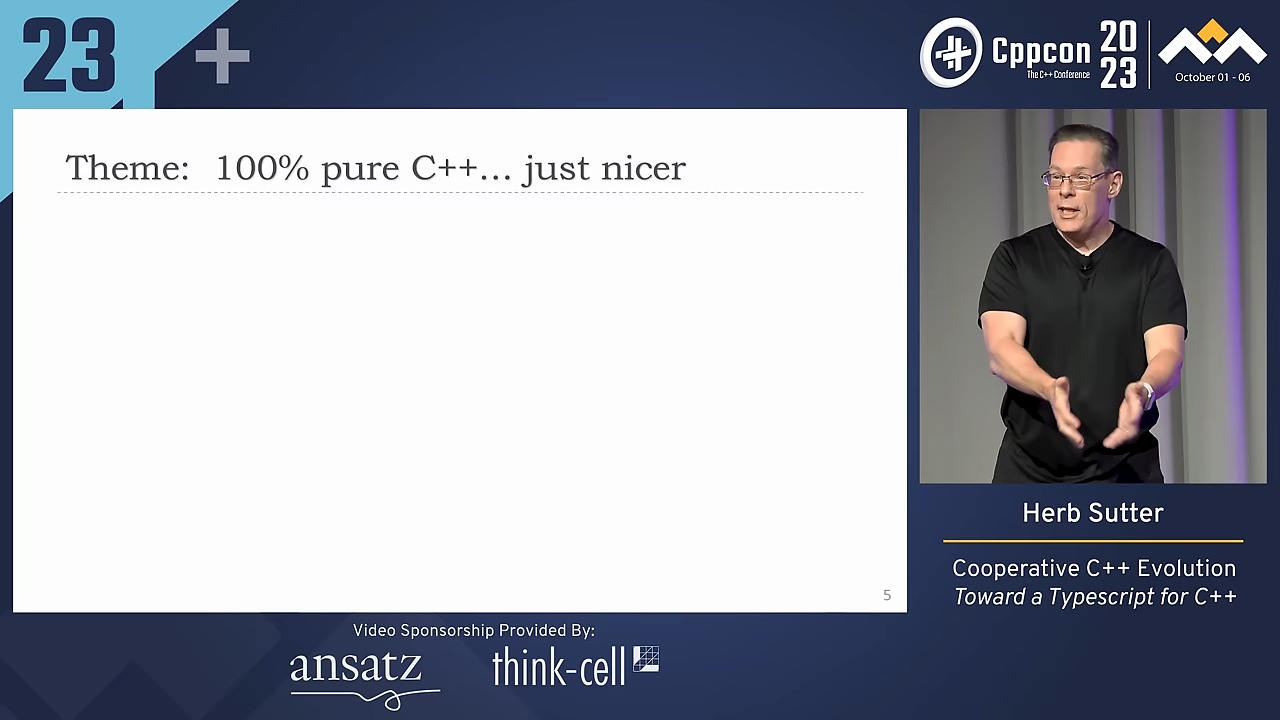 23
Cppcon
The C++ Conference
20
23
October 01 - 06
Theme: 100% pure C++... just nicer
5
Herb Sutter
Cooperative C++ Evolution
Toward a Typescript for C++
Video Sponsorship Provided By:
ansatz
think-cell